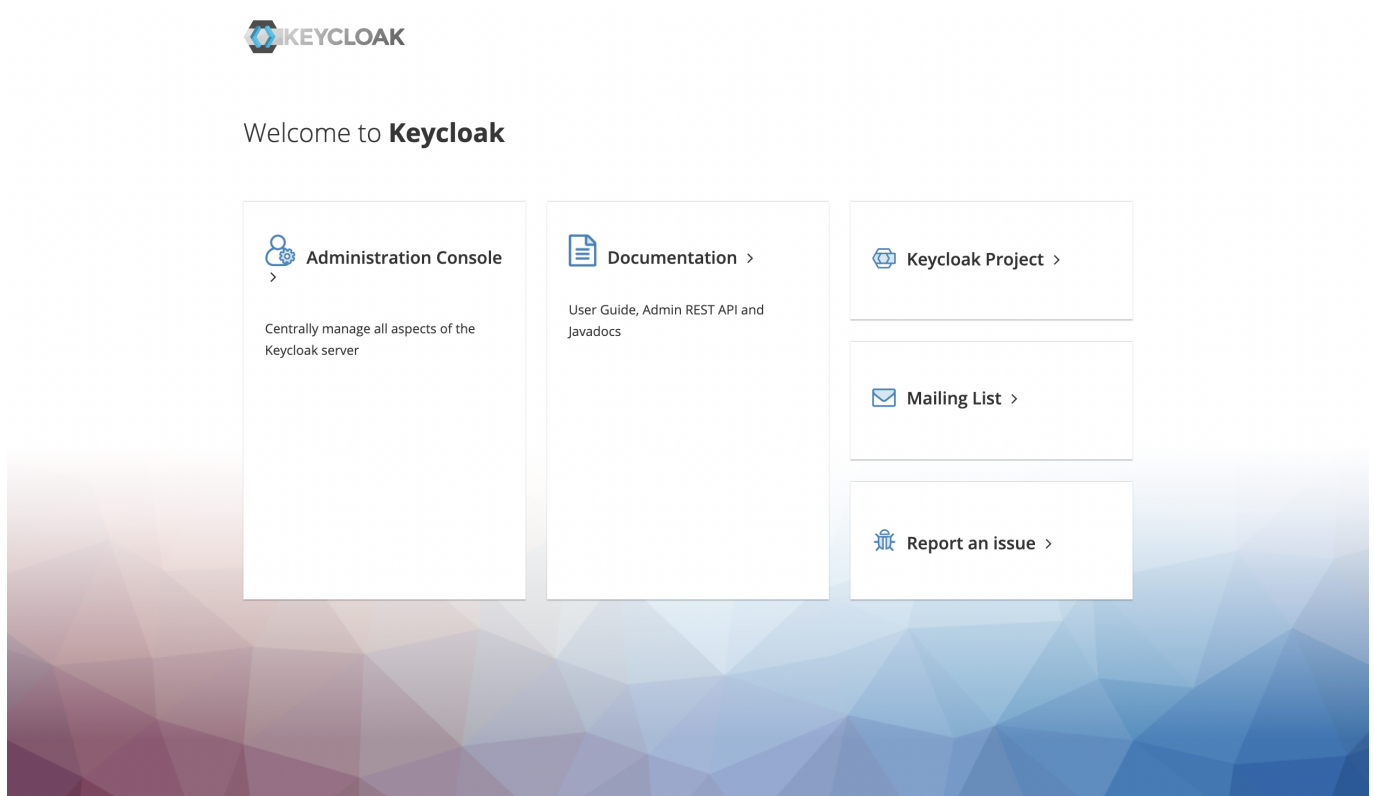 KEYCLOAK
Welcome to Keycloak
Administration Console
>
Centrally manage all aspects of the
Keycloak server
Documentation >
User Guide, Admin REST API and
Javadocs
Keycloak Project >
Mailing List >
Report an issue >